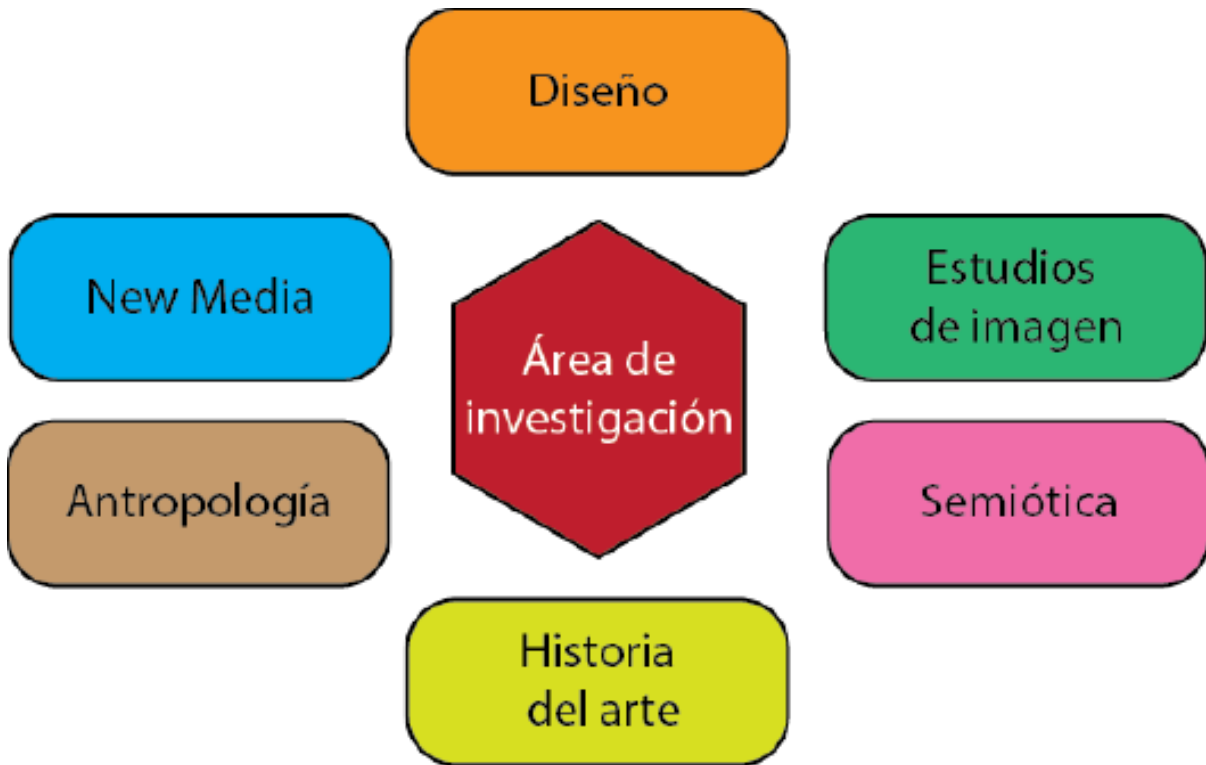 Diseño
New Media
Estudios
de imagen
Área de
investigación
Antropología
Semiótica
Historia
del arte